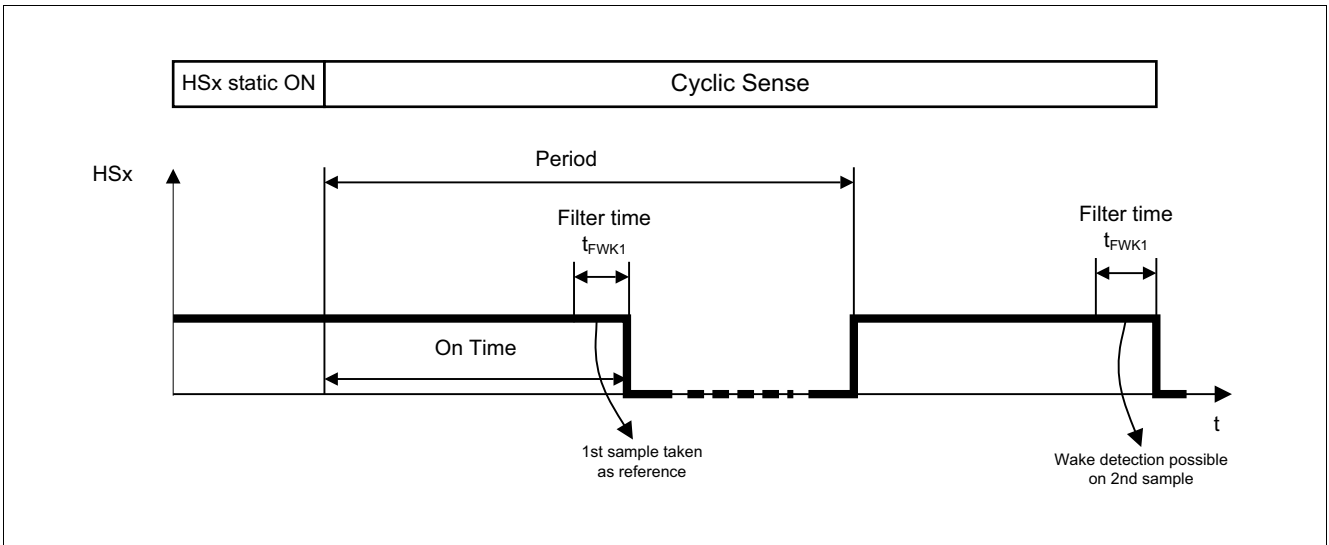 HSx static ON
Cyclic Sense
Period
HSx
Filter time
tFWK1
Filter time
tFWK1
On Time
t
1st sample taken
as reference
Wake detection possible
on 2nd sample